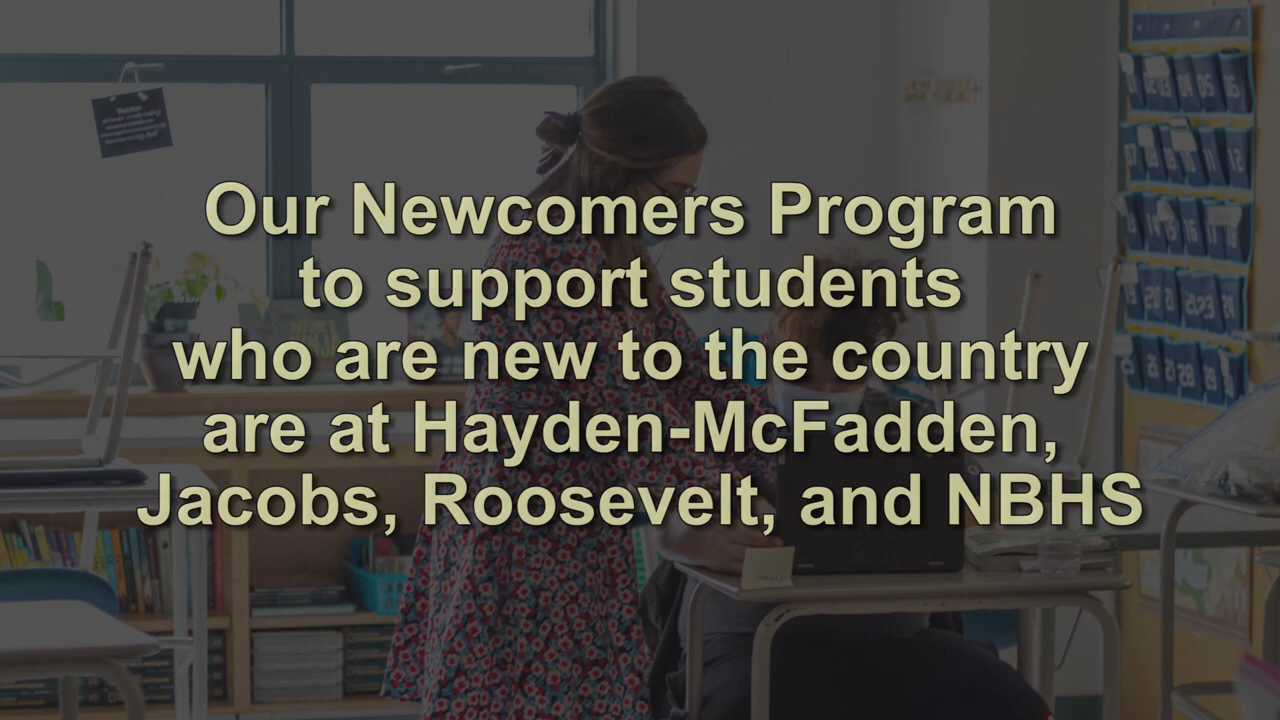 Our Newcomers Program
to support students
who are new to the country
are at Hayden-McFadden,
Jacobs, Roosevelt, and NBHS